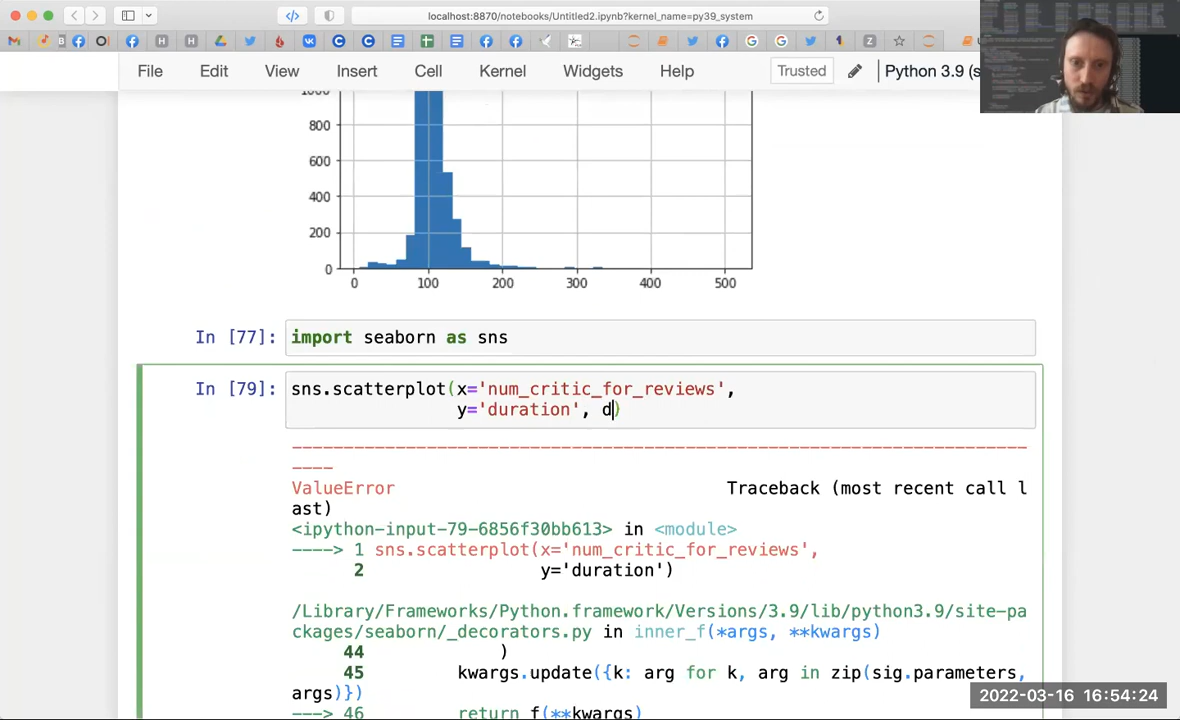 localhost:8870/notebooks/Untitled2.ipynb?kernel_name=py39_system
File Edit View Insert Cell Kernel Widgets Help Trusted Python 3.9 (s
1000
800
600
400
200
0
0 100 200 300 400 500
In [77]: import seaborn as sns
In [79]: sns.scatterplot(x='num_critic_for_reviews',
y='duration', d)
---------------------------------------------------------------------------
ValueError Traceback (most recent call l
ast)
<ipython-input-79-6856f30bb613> in <module>
----> 1 sns.scatterplot(x='num_critic_for_reviews',
2 y='duration')
/Library/Frameworks/Python.framework/Versions/3.9/lib/python3.9/site-pa
ckages/seaborn/_decorators.py in inner_f(*args, **kwargs)
44 )
45 kwargs.update({k: arg for k, arg in zip(sig.parameters,
args)})
---> 46 return f(**kwargs)
2022-03-16 16:54:24